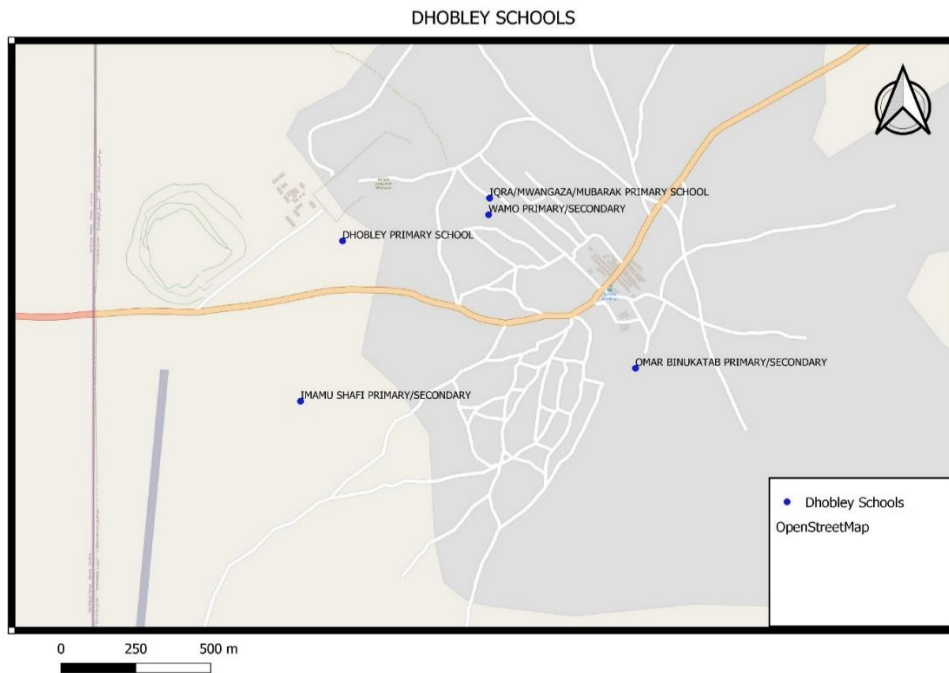 DHOBLEY SCHOOLS
IQRA/MWANGAZA/MUBARAK PRIMARY SCHOOL
WAMO PRIMARY/SECONDARY
DHOBLEY PRIMARY SCHOOL
OMAR BINUKATAB PRIMARY/SECONDARY
IMAMU SHAFI PRIMARY/SECONDARY
Dhobley Schools
OpenStreetMap
0 250 500 m